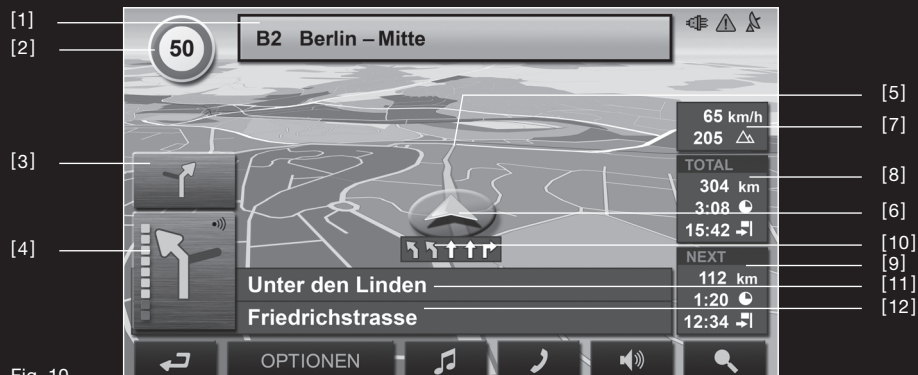 [1]
[2]
50
B2 Berlin – Mitte
[5]
65 km/h
[7]
205
[3]
TOTAL
[8]
304 km
3:08
[6]
15:42
[4]
[10]
NEXT
[9]
112 km
Unter den Linden
[11]
1:20
Friedrichstrasse
[12]
12:34
OPTIONEN
Fig. 10